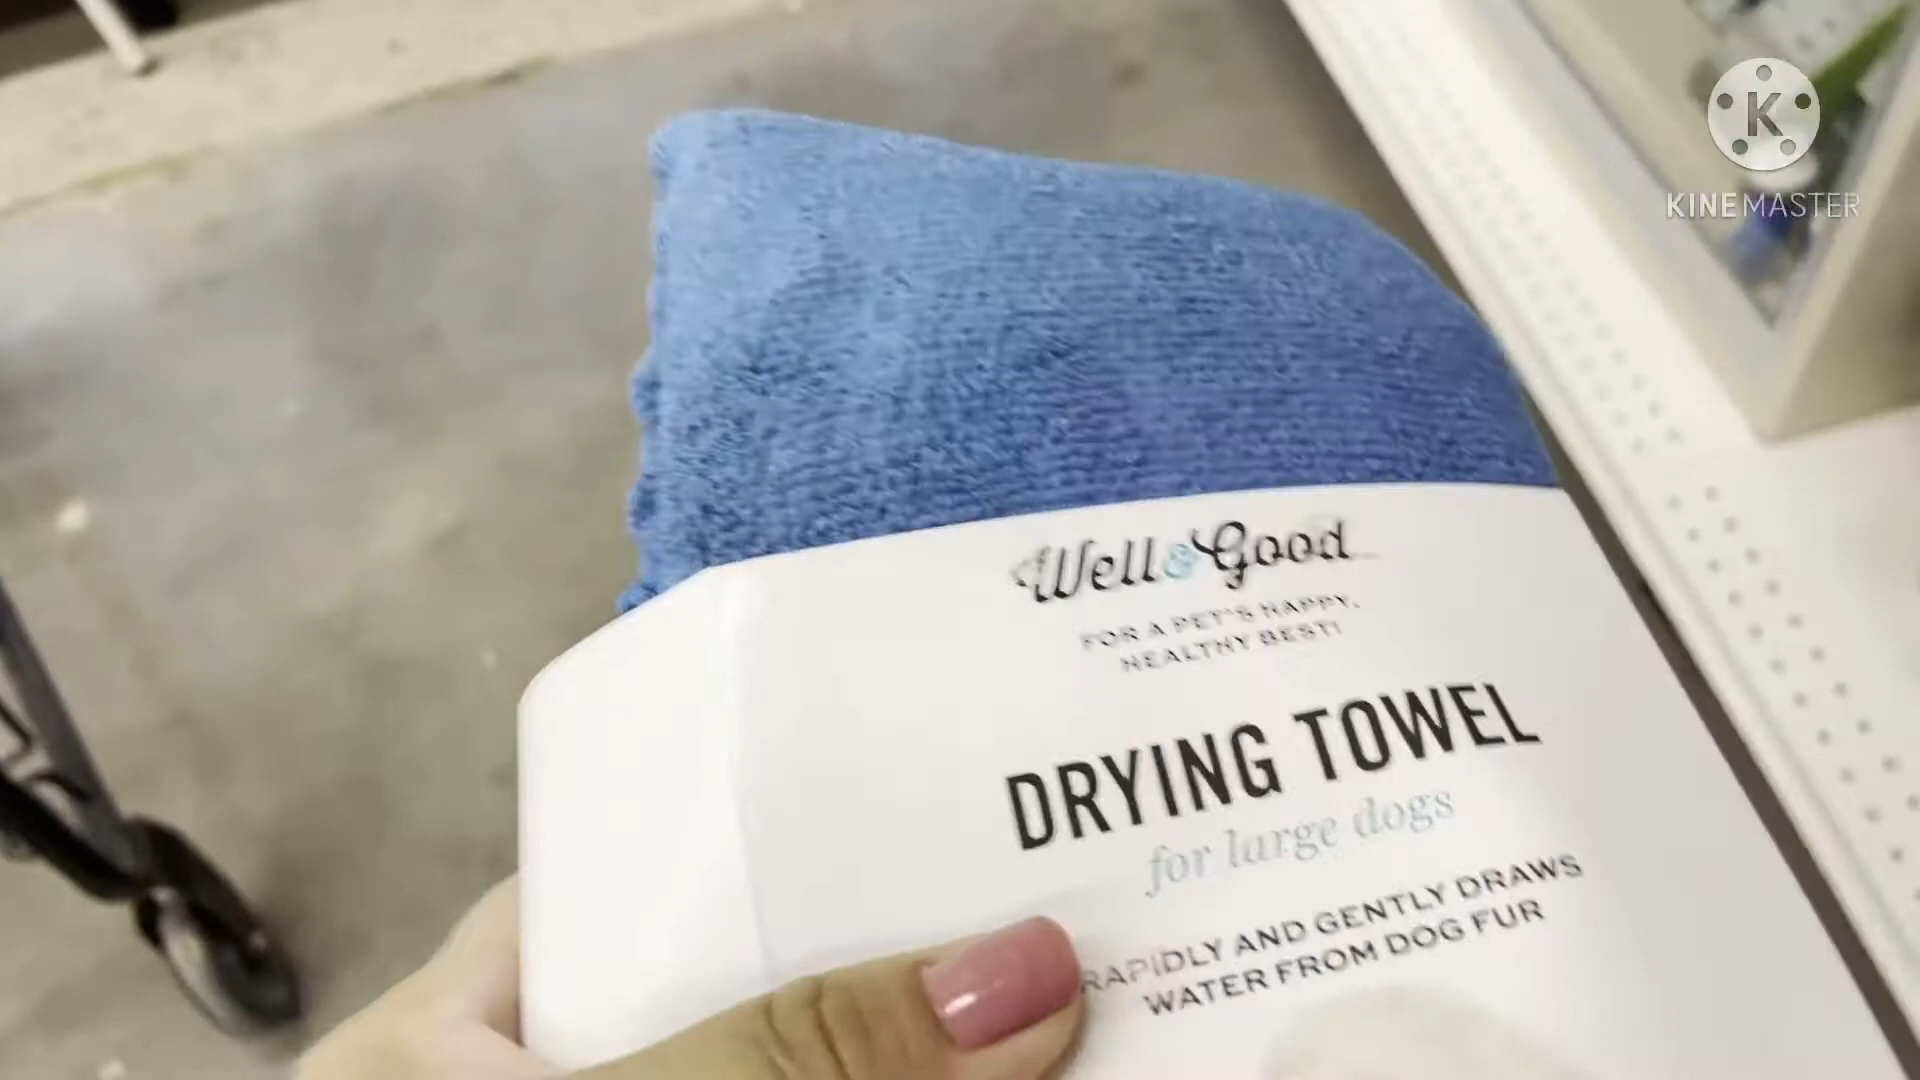 K
KINEMASTER
Well & Good
FOR A PET'S HAPPY,
HEALTHY BEST!
DRYING TOWEL
for large dogs
RAPIDLY AND GENTLY DRAWS
WATER FROM DOG FUR